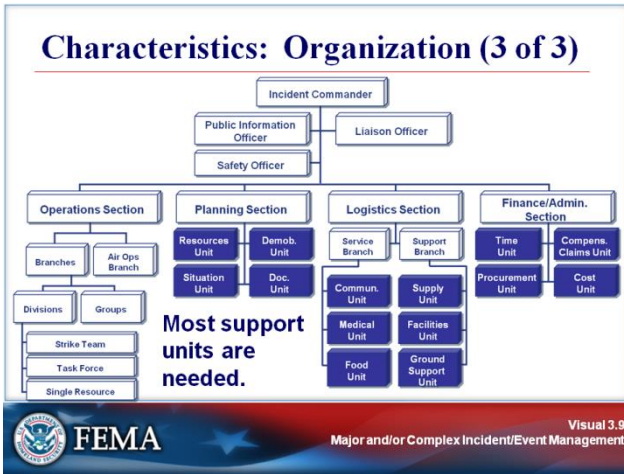 Characteristics: Organization (3 of 3)
Incident Commander
Public Information
Officer
Liaison Officer
Safety Officer
Operations Section
Planning Section
Logistics Section
Finance/Admin.
Section
Branches
Air Ops
Branch
Divisions
Groups
Strike Team
Task Force
Single Resource
Resources
Unit
Demob.
Unit
Situation
Unit
Doc.
Unit
Most support
units are
needed.
Service
Branch
Support
Branch
Commun.
Unit
Supply
Unit
Medical
Unit
Facilities
Unit
Food
Unit
Ground
Support
Unit
Time
Unit
Compens.
Claims Unit
Procurement
Unit
Cost
Unit
FEMA
Visual 3.9
Major and/or Complex Incident/Event Management